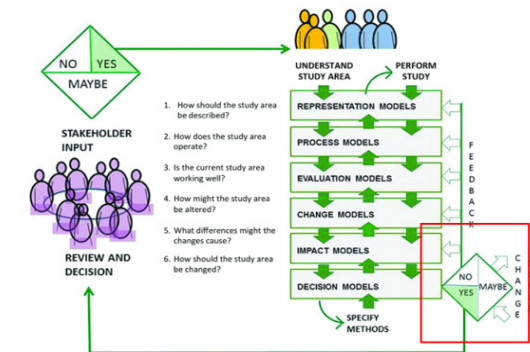 NO YES
MAYBE
STAKEHOLDER
INPUT
REVIEW AND
DECISION
1. How should the study area
be described?
2. How does the study area
operate?
3. Is the current study area
working well?
4. How might the study area
be altered?
5. What differences might the
changes cause?
6. How should the study area
be changed?
UNDERSTAND
STUDY AREA
PERFORM
STUDY
REPRESENTATION MODELS
PROCESS MODELS
EVALUATION MODELS
CHANGE MODELS
IMPACT MODELS
DECISION MODELS
SPECIFY
METHODS
FEEDBACK
NO
YES MAYBE
CHANGE